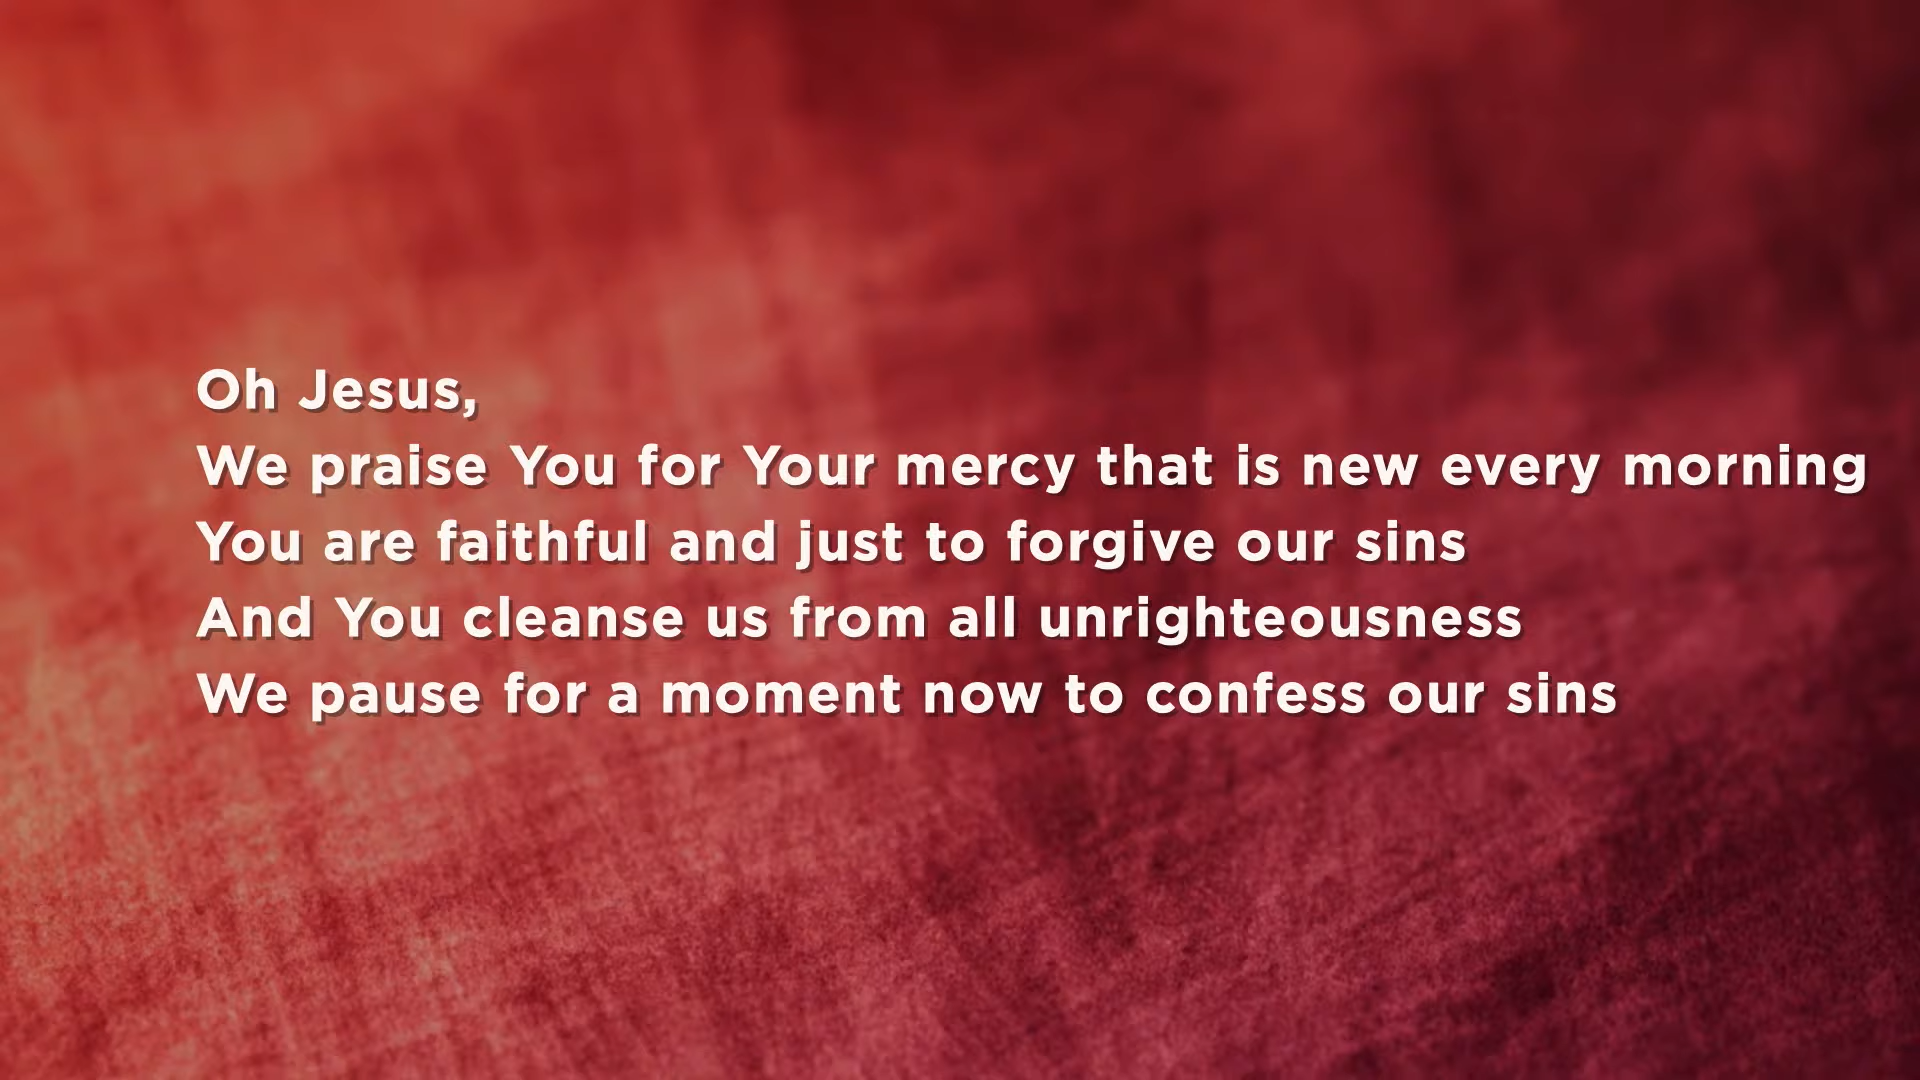 Oh Jesus,
We praise You for Your mercy that is new every morning
You are faithful and just to forgive our sins
And You cleanse us from all unrighteousness
We pause for a moment now to confess our sins